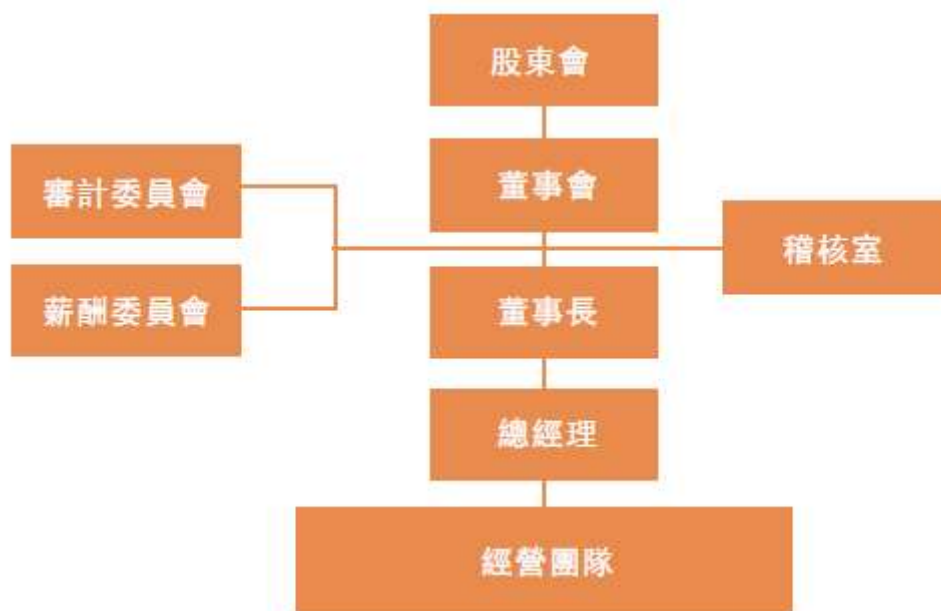 股東會
董事會
審計委員會
稽核室
薪酬委員會
董事長
總經理
經營團隊